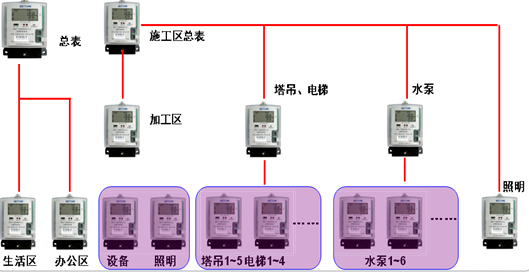 总表
施工区总表
塔吊、电梯
水泵
加工区
照明
生活区
办公区
设备
照明
塔吊1~5电梯1~4
水泵1~6